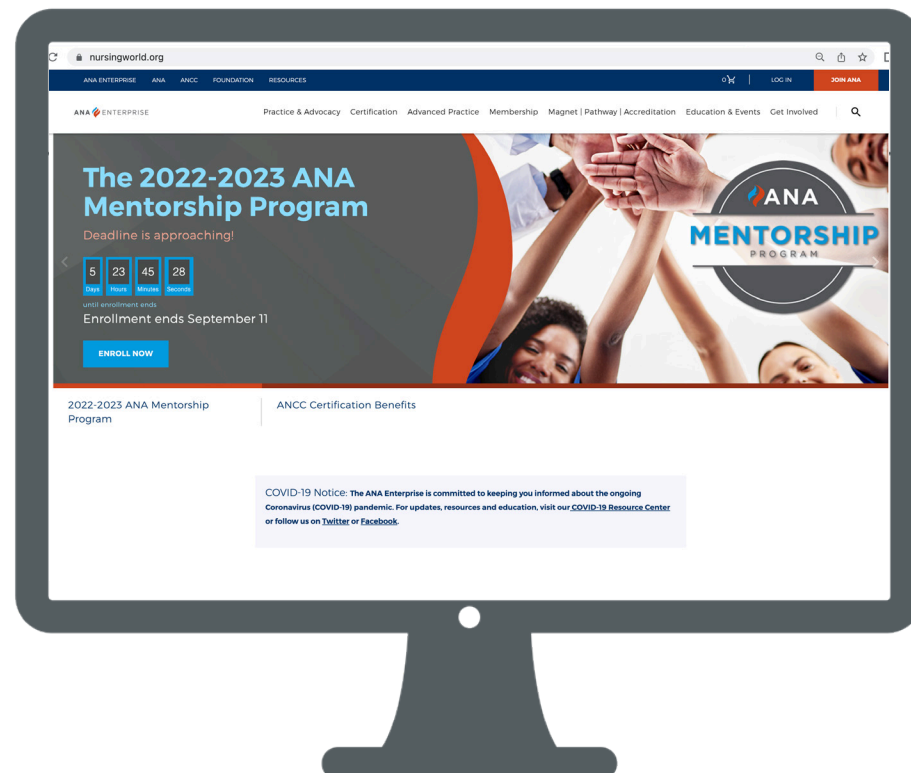 nursingworld.org
ANA ENTERPRISE ANA ANCC FOUNDATION RESOURCES 0 LOG IN JOIN ANA
ANA ENTERPRISE Practice & Advocacy Certification Advanced Practice Membership Magnet | Pathway | Accreditation Education & Events Get Involved
The 2022-2023 ANA
Mentorship Program
Deadline is approaching!
5 23 45 28
Days Hours Minutes Seconds
until enrollment ends
Enrollment ends September 11
ENROLL NOW
ANA
MENTORSHIP
PROGRAM
2022-2023 ANA Mentorship
Program
ANCC Certification Benefits
COVID-19 Notice: The ANA Enterprise is committed to keeping you informed about the ongoing
Coronavirus (COVID-19) pandemic. For updates, resources and education, visit our COVID-19 Resource Center
or follow us on Twitter or Facebook.